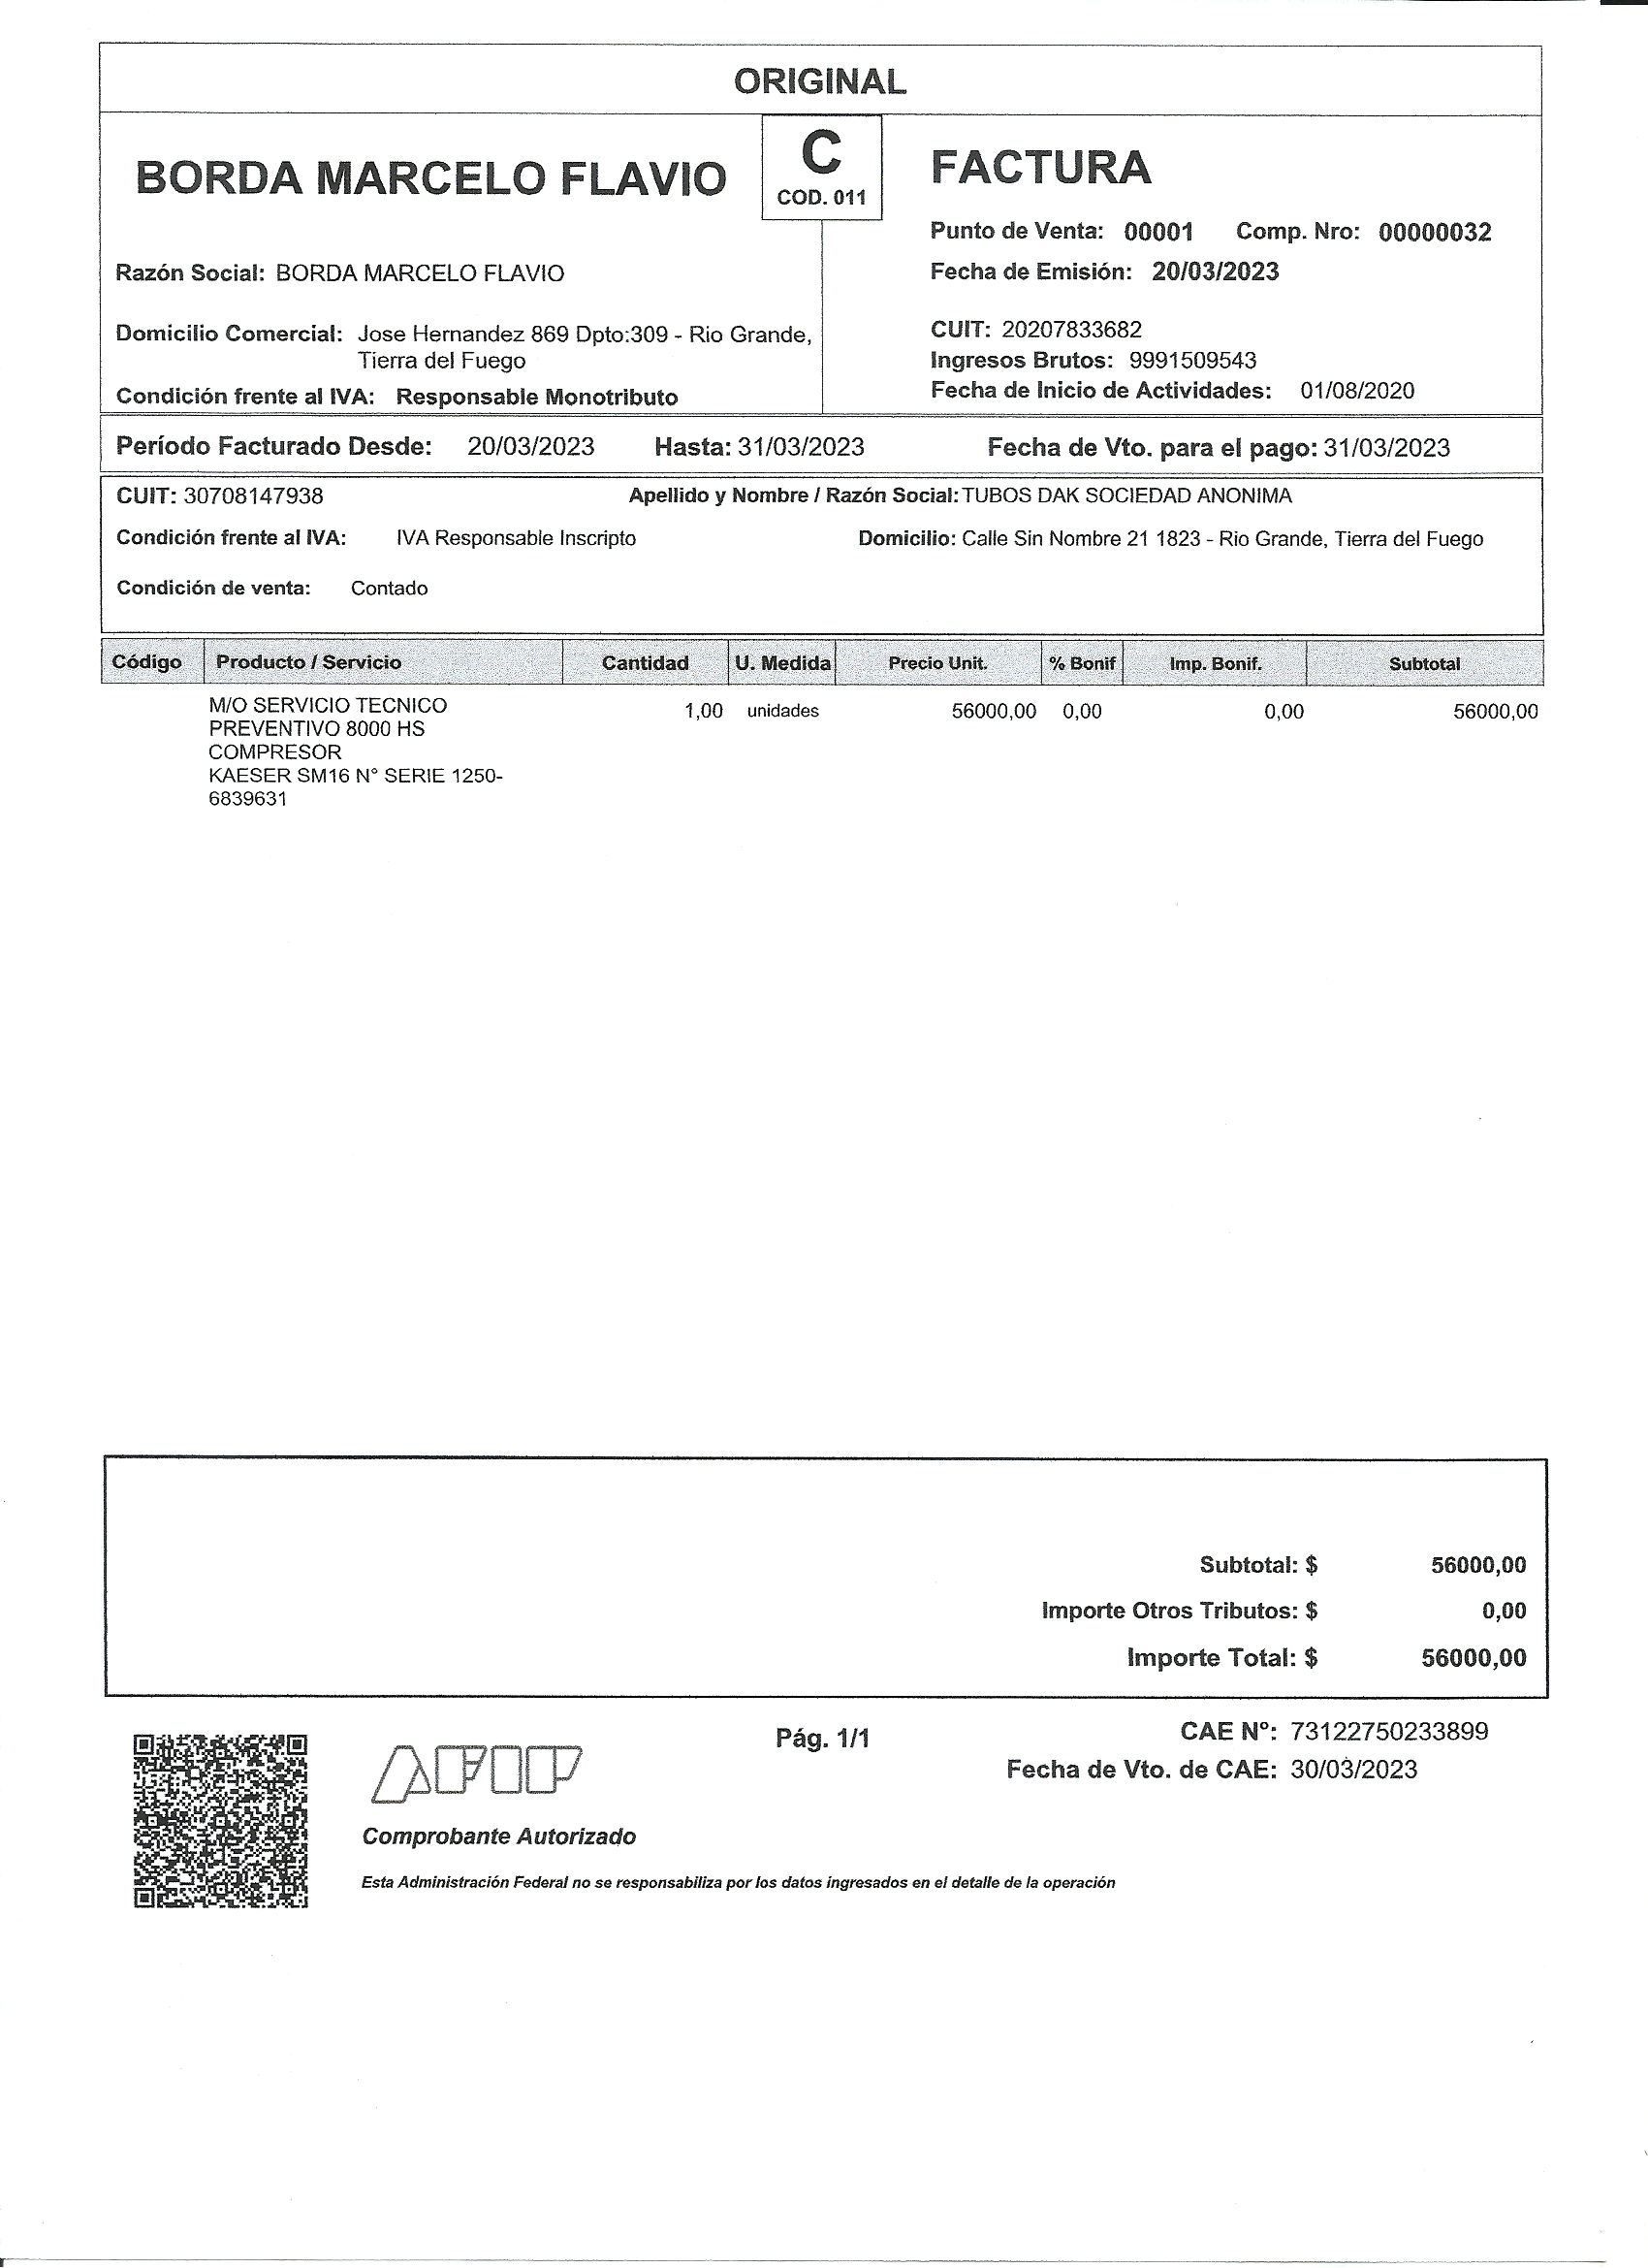 ORIGINAL
BORDA MARCELO FLAVIO
C
COD. 011
FACTURA
Punto de Venta: 00001 Comp. Nro: 00000032
Razón Social: BORDA MARCELO FLAVIO
Fecha de Emisión: 20/03/2023
Domicilio Comercial: Jose Hernandez 869 Dpto:309 - Rio Grande,
Tierra del Fuego
CUIT: 20207833682
Ingresos Brutos: 9991509543
Condición frente al IVA: Responsable Monotributo
Fecha de Inicio de Actividades: 01/08/2020
Período Facturado Desde: 20/03/2023 Hasta: 31/03/2023 Fecha de Vto. para el pago: 31/03/2023
CUIT: 30708147938 Apellido y Nombre / Razón Social: TUBOS DAK SOCIEDAD ANONIMA
Condición frente al IVA: IVA Responsable Inscripto Domicilio: Calle Sin Nombre 21 1823 - Rio Grande, Tierra del Fuego
Condición de venta: Contado
Código Producto / Servicio Cantidad U. Medida Precio Unit. % Bonif Imp. Bonif. Subtotal
M/O SERVICIO TECNICO 1,00 unidades 56000,00 0,00 0,00 56000,00
PREVENTIVO 8000 HS
COMPRESOR
KAESER SM16 N° SERIE 1250-
6839631
Subtotal: $ 56000,00
Importe Otros Tributos: $ 0,00
Importe Total: $ 56000,00
AFIP
Pág. 1/1
CAE N°: 73122750233899
Fecha de Vto. de CAE: 30/03/2023
Comprobante Autorizado
Esta Administración Federal no se responsabiliza por los datos ingresados en el detalle de la operación